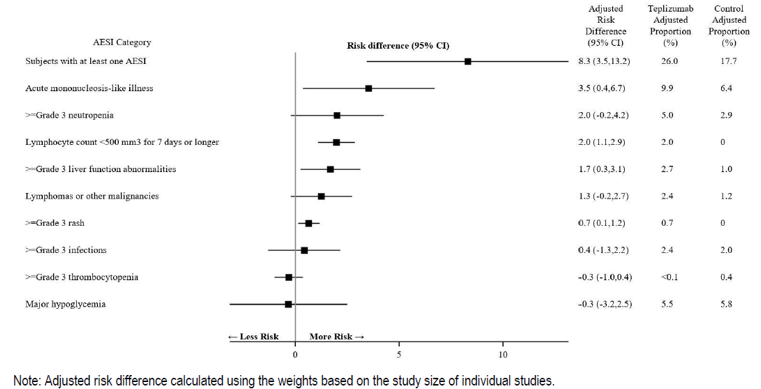 Adjusted Risk Difference (95% CI) Teplizumab Adjusted Proportion (%) Control Adjusted Proportion (%)
AESI Category Risk difference (95% CI)
Subjects with at least one AESI 8.3 (3.5,13.2) 26.0 17.7
Acute mononucleosis-like illness 3.5 (0.4,6.7) 9.9 6.4
>=Grade 3 neutropenia 2.0 (-0.2,4.2) 5.0 2.9
Lymphocyte count <500 mm3 for 7 days or longer 2.0 (1.1,2.9) 2.0 0
>=Grade 3 liver function abnormalities 1.7 (0.3,3.1) 2.7 1.0
Lymphomas or other malignancies 1.3 (-0.2,2.7) 2.4 1.2
>=Grade 3 rash 0.7 (0.1,1.2) 0.7 0
>=Grade 3 infections 0.4 (-1.3,2.2) 2.4 2.0
>=Grade 3 thrombocytopenia -0.3 (-1.0,0.4) <0.1 0.4
Major hypoglycemia -0.3 (-3.2,2.5) 5.5 5.8
← Less Risk More Risk →
0 5 10
Note: Adjusted risk difference calculated using the weights based on the study size of individual studies.